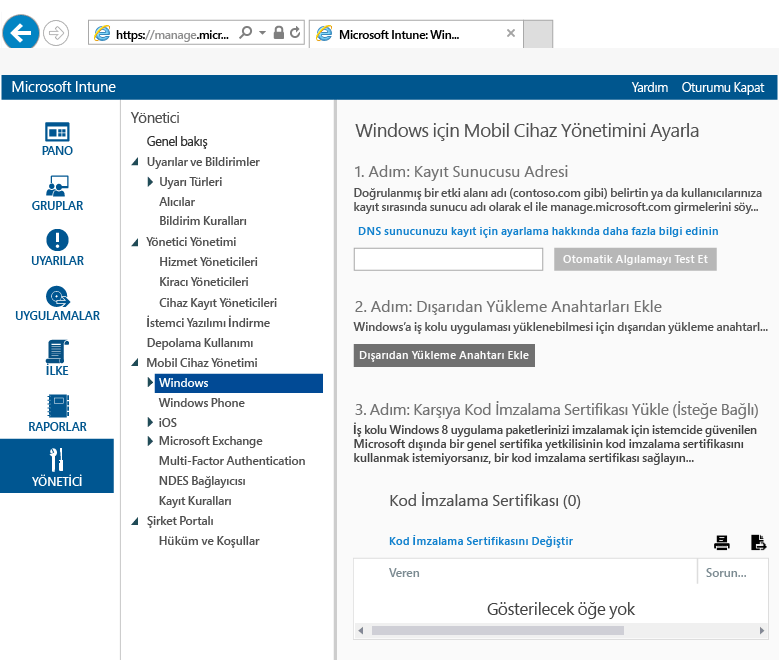 https://manage.micr...
Microsoft Intune: Win...
Microsoft Intune
Yardım
Oturumu Kapat
PANO
GRUPLAR
UYARILAR
UYGULAMALAR
İLKE
RAPORLAR
YÖNETİCİ
Yönetici
Genel bakış
Uyarılar ve Bildirimler
Uyarı Türleri
Alıcılar
Bildirim Kuralları
Yönetici Yönetimi
Hizmet Yöneticileri
Kiracı Yöneticileri
Cihaz Kayıt Yöneticileri
İstemci Yazılımı İndirme
Depolama Kullanımı
Mobil Cihaz Yönetimi
Windows
Windows Phone
iOS
Microsoft Exchange
Multi-Factor Authentication
NDES Bağlayıcısı
Kayıt Kuralları
Şirket Portalı
Hüküm ve Koşullar
Windows için Mobil Cihaz Yönetimini Ayarla
1. Adım: Kayıt Sunucusu Adresi
Doğrulanmış bir etki alanı adı (contoso.com gibi) belirtin ya da kullanıcılarınıza
kayıt sırasında sunucu adı olarak el ile manage.microsoft.com girmelerini söy...
DNS sunucunuzu kayıt için ayarlama hakkında daha fazla bilgi edinin
Otomatik Algılamayı Test Et
2. Adım: Dışarıdan Yükleme Anahtarları Ekle
Windows'a iş kolu uygulaması yüklenebilmesi için dışarıdan yükleme anahtarl...
Dışarıdan Yükleme Anahtarı Ekle
3. Adım: Karşıya Kod İmzalama Sertifikası Yükle (İsteğe Bağlı)
İş kolu Windows 8 uygulama paketlerinizi imzalamak için istemcide güvenilen
Microsoft dışında bir genel sertifika yetkilisinin kod imzalama sertifikasını
kullanmak istemiyorsanız, bir kod imzalama sertifikası sağlayın...
Kod İmzalama Sertifikası (0)
Kod İmzalama Sertifikasını Değiştir
Veren
Sorun...
Gösterilecek öğe yok